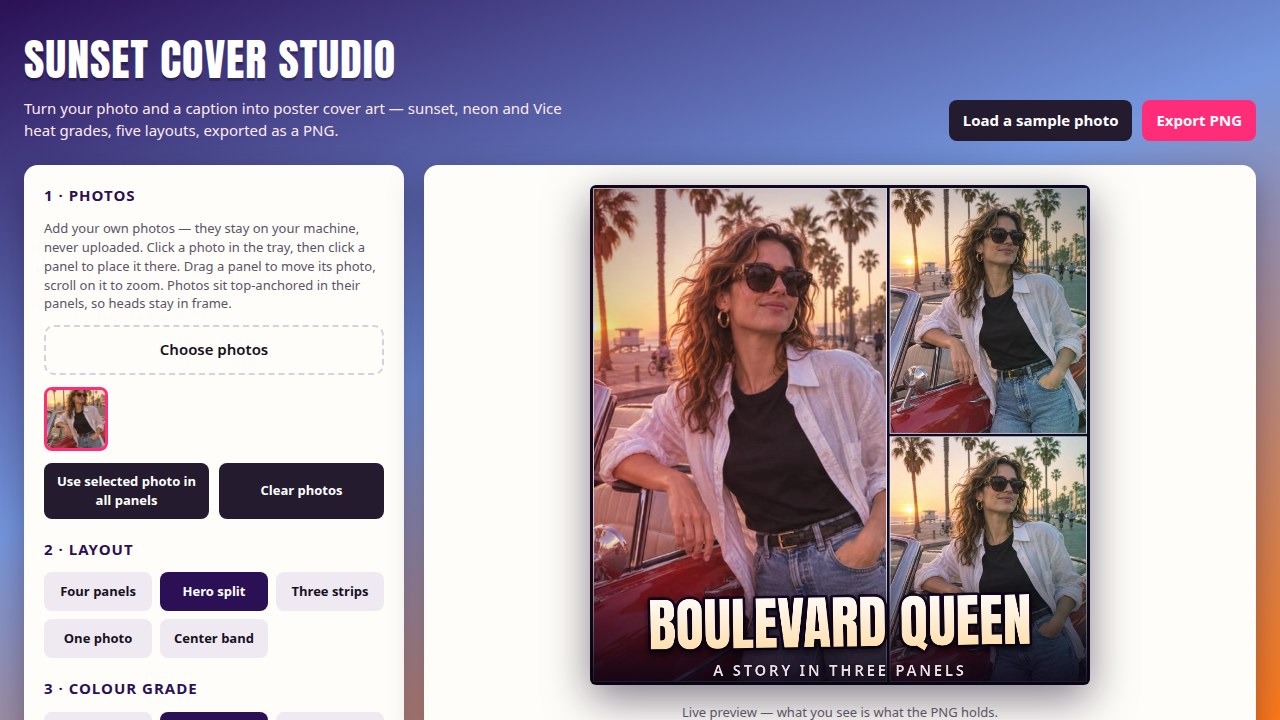 SUNSET COVER STUDIO
Turn your photo and a caption into poster cover art — sunset, neon and Vice
heat grades, five layouts, exported as a PNG.
Load a sample photo
Export PNG
1 · PHOTOS
Add your own photos — they stay on your machine,
never uploaded. Click a photo in the tray, then click a
panel to place it there. Drag a panel to move its photo,
scroll on it to zoom. Photos sit top-anchored in their
panels, so heads stay in frame.
Choose photos
Use selected photo in
all panels
Clear photos
2 · LAYOUT
Four panels
Hero split
Three strips
One photo
Center band
3 · COLOUR GRADE
BOULEVARD QUEEN
A STORY IN THREE PANELS
Live preview — what you see is what the PNG holds.